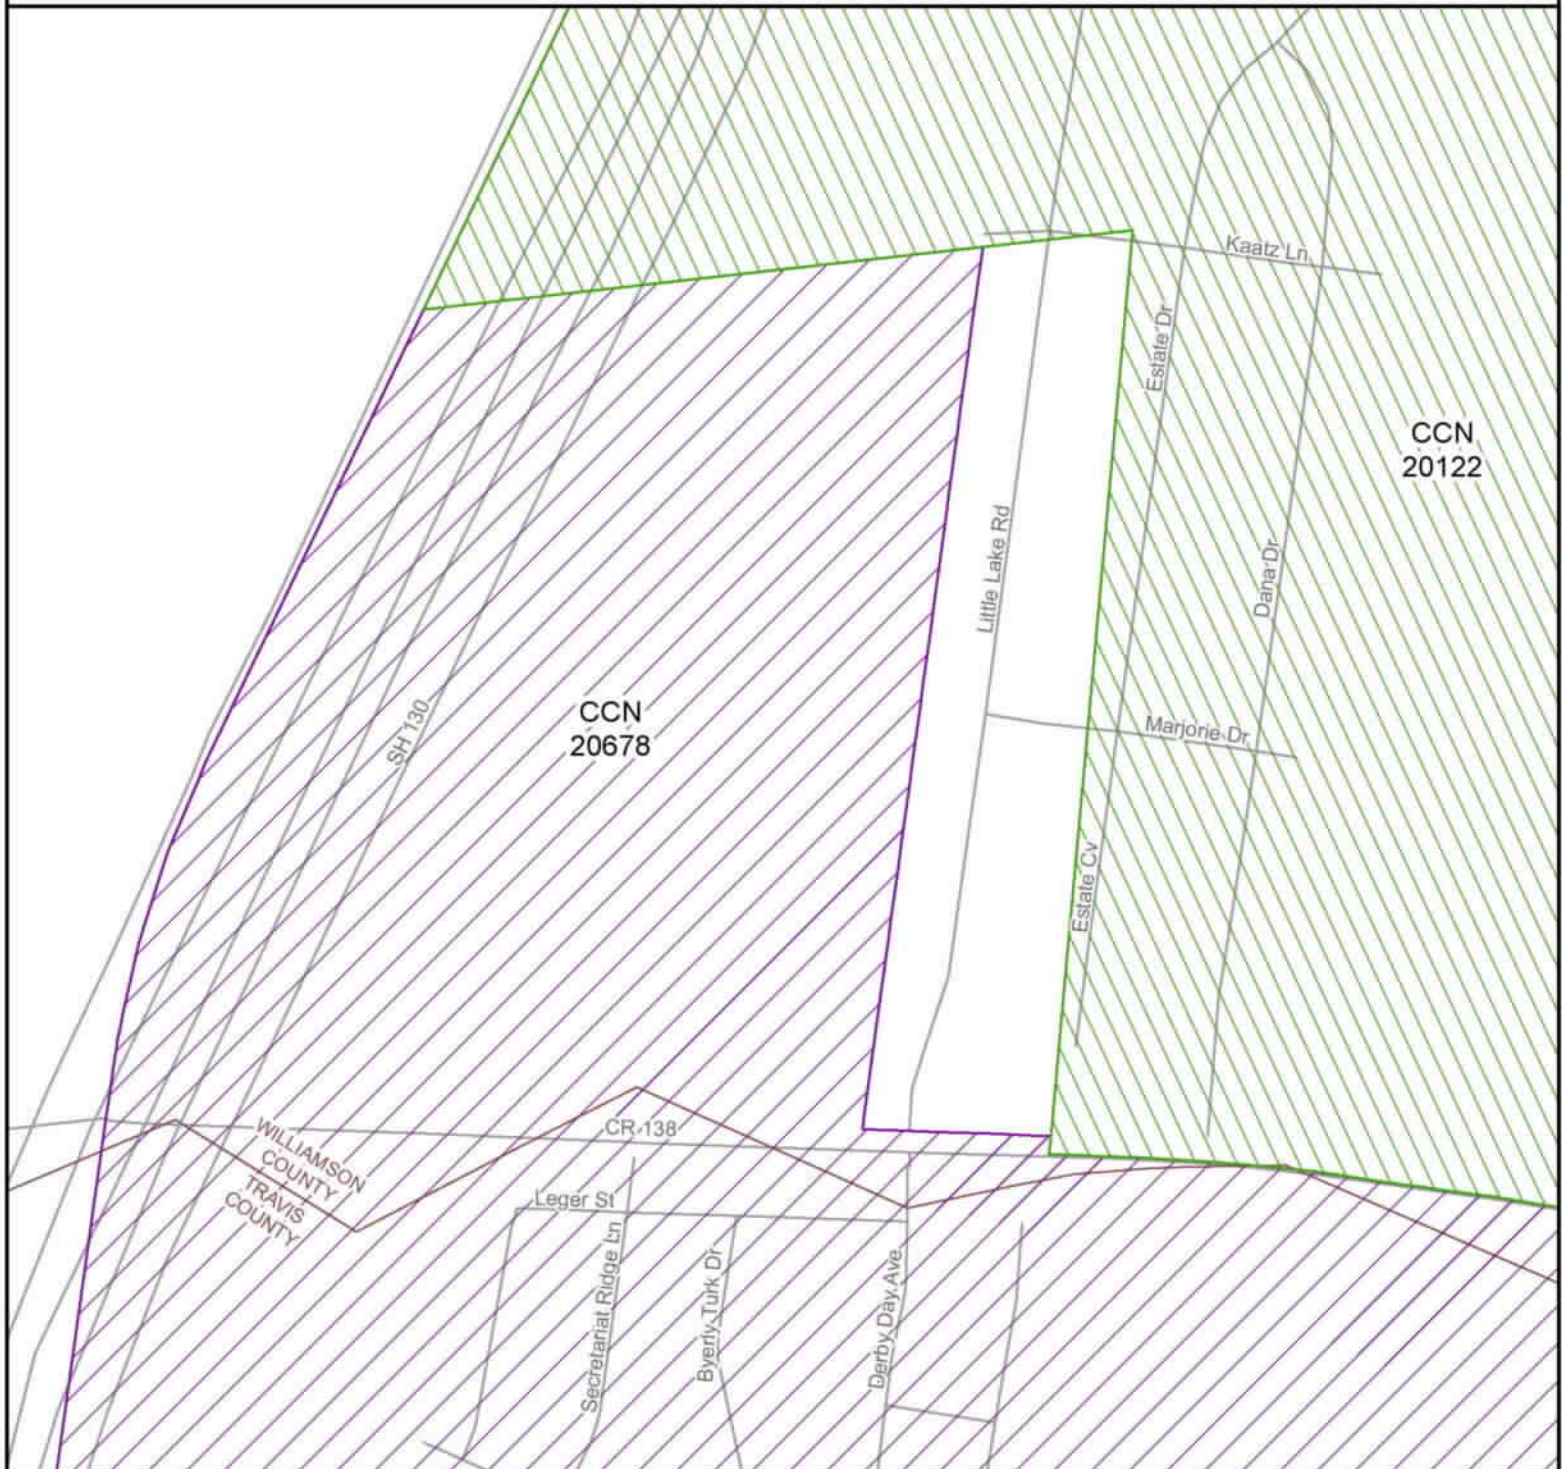 Kaatz Ln
Estate Dr
CCN
20122
Little Lake Rd
Dana Dr
SH 130
CCN
20678
Marjorie Dr
Estate Cv
WILLIAMSON
COUNTY
TRAVIS
COUNTY
CR 138
Leger St
Secretariat Ridge Ln
Byerly Turk Dr
Derby Day Ave